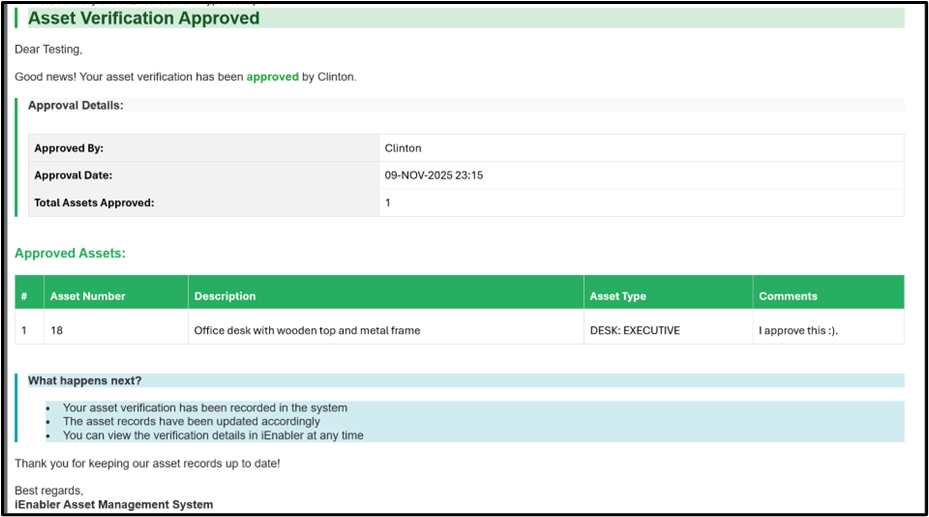 Asset Verification Approved
Dear Testing,
Good news! Your asset verification has been approved by Clinton.
Approval Details:
Approved By: Clinton
Approval Date: 09-NOV-2025 23:15
Total Assets Approved: 1
Approved Assets:
# Asset Number Description Asset Type Comments
1 18 Office desk with wooden top and metal frame DESK: EXECUTIVE I approve this :).
What happens next?
• Your asset verification has been recorded in the system
• The asset records have been updated accordingly
• You can view the verification details in iEnabler at any time
Thank you for keeping our asset records up to date!
Best regards,
iEnabler Asset Management System